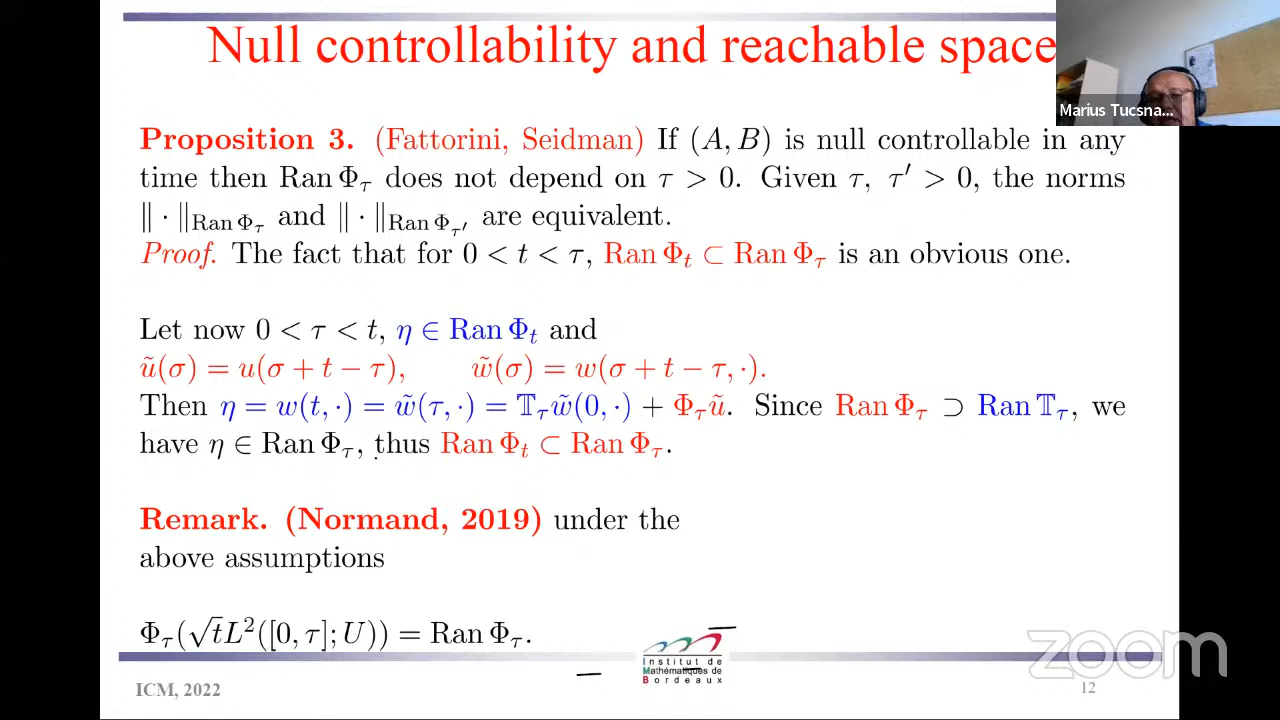 Null controllability and reachable space
Marius Tucsna...
Proposition 3. (Fattorini, Seidman) If (A, B) is null controllable in any
time then Ran Φ_τ does not depend on τ > 0. Given τ, τ′ > 0, the norms
‖ · ‖_{Ran Φ_τ} and ‖ · ‖_{Ran Φ_τ′} are equivalent.
Proof. The fact that for 0 < t < τ, Ran Φ_t ⊂ Ran Φ_τ is an obvious one.
Let now 0 < τ < t, η ∈ Ran Φ_t and
ũ(σ) = u(σ + t − τ), w̃(σ) = w(σ + t − τ, ·).
Then η = w(t, ·) = w̃(τ, ·) = 𝕋_τ w̃(0, ·) + Φ_τ ũ. Since Ran Φ_τ ⊃ Ran 𝕋_τ, we
have η ∈ Ran Φ_τ, thus Ran Φ_t ⊂ Ran Φ_τ.
Remark. (Normand, 2019) under the
above assumptions
Φ_τ(√t L²([0, τ]; U)) = Ran Φ_τ.
Institut de
Mathématiques de
Bordeaux
zoom
ICM, 2022
12